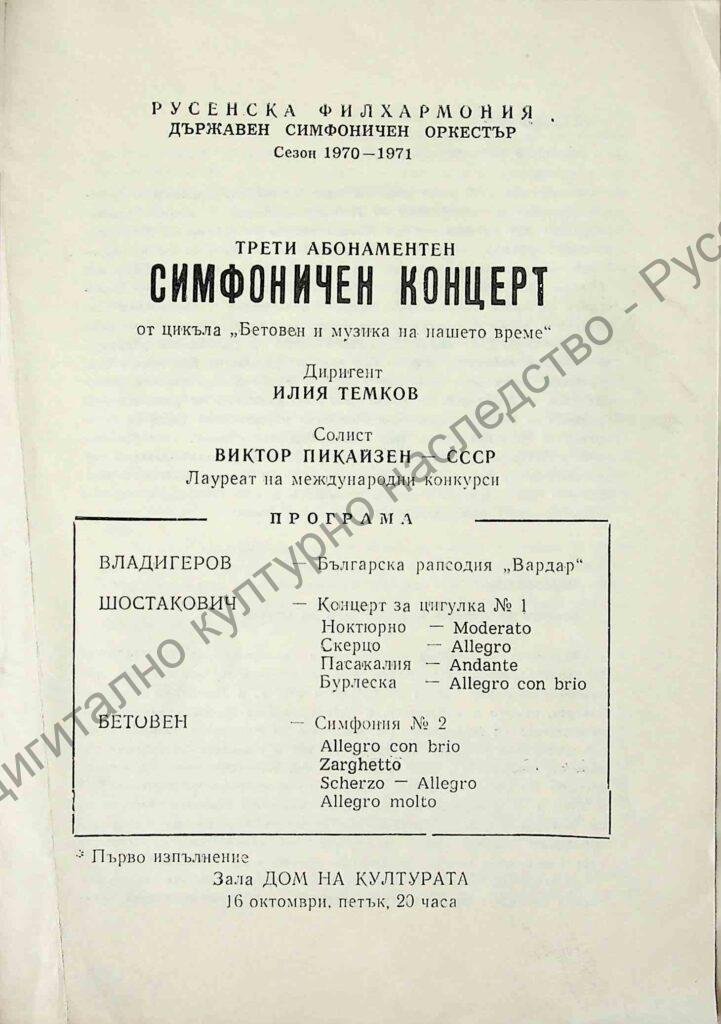 РУСЕНСКА ФИЛХАРМОНИЯ
ДЪРЖАВЕН СИМФОНИЧЕН ОРКЕСТЪР
Сезон 1970—1971
ТРЕТИ АБОНАМЕНТЕН
СИМФОНИЧЕН КОНЦЕРТ
от цикъла „Бетовен и музика на нашето време“
Диригент
ИЛИЯ ТЕМКОВ
Солист
ВИКТОР ПИКАЙЗЕН — СССР
Лауреат на международни конкурси
ПРОГРАМА
ВЛАДИГЕРОВ — Българска рапсодия „Вардар“
ШОСТАКОВИЧ — Концерт за цигулка № 1
Ноктюрно — Moderato
Скерцо — Allegro
Пасакалия — Andante
Бурлеска — Allegro con brio
БЕТОВЕН — Симфония № 2
Allegro con brio
Zarghetto
Scherzo — Allegro
Allegro molto
* Първо изпълнение
Зала ДОМ НА КУЛТУРАТА
16 октомври, петък, 20 часа
дигитално културно наследство - Русе